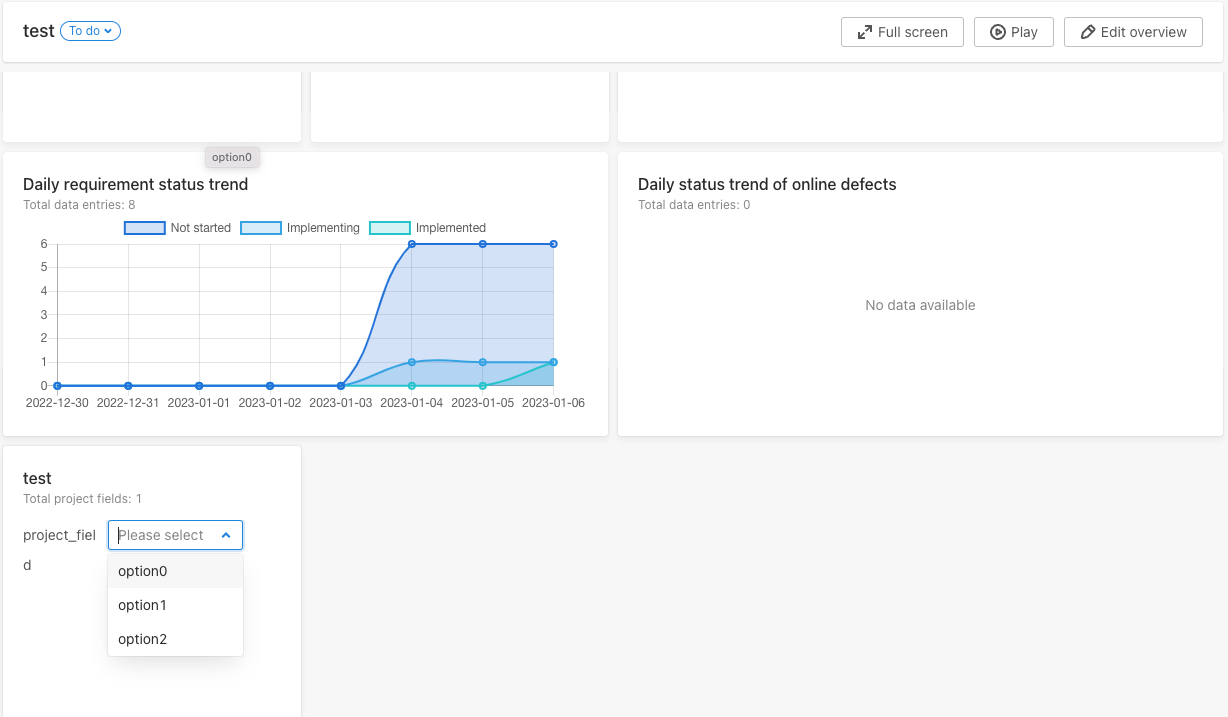 test To do
Full screen Play Edit overview
option0
Daily requirement status trend
Total data entries: 8
Not started Implementing Implemented
6
5
4
3
2
1
0
2022-12-30 2022-12-31 2023-01-01 2023-01-02 2023-01-03 2023-01-04 2023-01-05 2023-01-06
Daily status trend of online defects
Total data entries: 0
No data available
test
Total project fields: 1
project_fiel Please select
d
option0
option1
option2